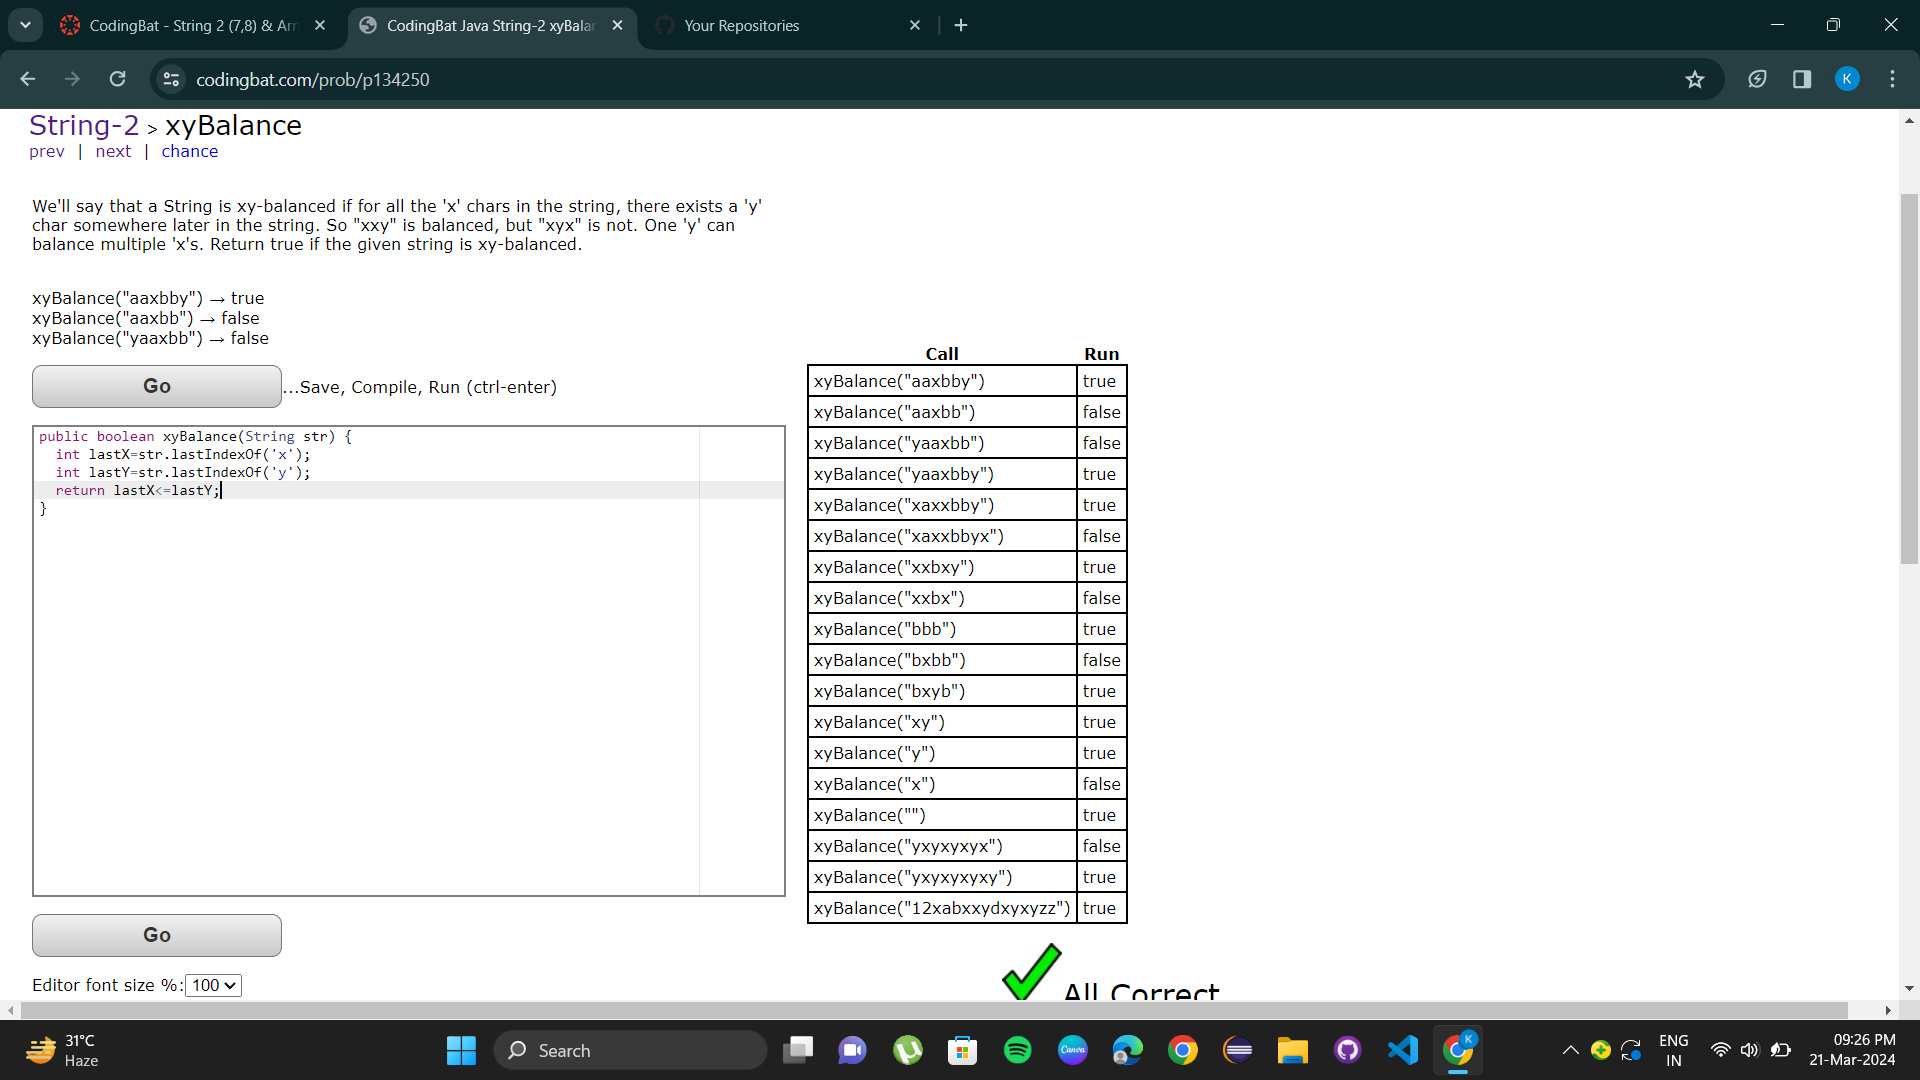 CodingBat - String 2 (7,8) & Arr
CodingBat Java String-2 xyBalan
Your Repositories
codingbat.com/prob/p134250
K
String-2 > xyBalance
prev | next | chance
We'll say that a String is xy-balanced if for all the 'x' chars in the string, there exists a 'y'
char somewhere later in the string. So "xxy" is balanced, but "xyx" is not. One 'y' can
balance multiple 'x's. Return true if the given string is xy-balanced.
xyBalance("aaxbby") → true
xyBalance("aaxbb") → false
xyBalance("yaaxbb") → false
Go ...Save, Compile, Run (ctrl-enter)
public boolean xyBalance(String str) {
int lastX=str.lastIndexOf('x');
int lastY=str.lastIndexOf('y');
return lastX<=lastY;
}
Go
Editor font size %: 100
Call Run
xyBalance("aaxbby") true
xyBalance("aaxbb") false
xyBalance("yaaxbb") false
xyBalance("yaaxbby") true
xyBalance("xaxxbby") true
xyBalance("xaxxbbyx") false
xyBalance("xxbxy") true
xyBalance("xxbx") false
xyBalance("bbb") true
xyBalance("bxbb") false
xyBalance("bxyb") true
xyBalance("xy") true
xyBalance("y") true
xyBalance("x") false
xyBalance("") true
xyBalance("yxyxyxyx") false
xyBalance("yxyxyxyxy") true
xyBalance("12xabxxydxyxyzz") true
All Correct
31°C
Haze
Search
Canva
K
ENG
IN
09:26 PM
21-Mar-2024